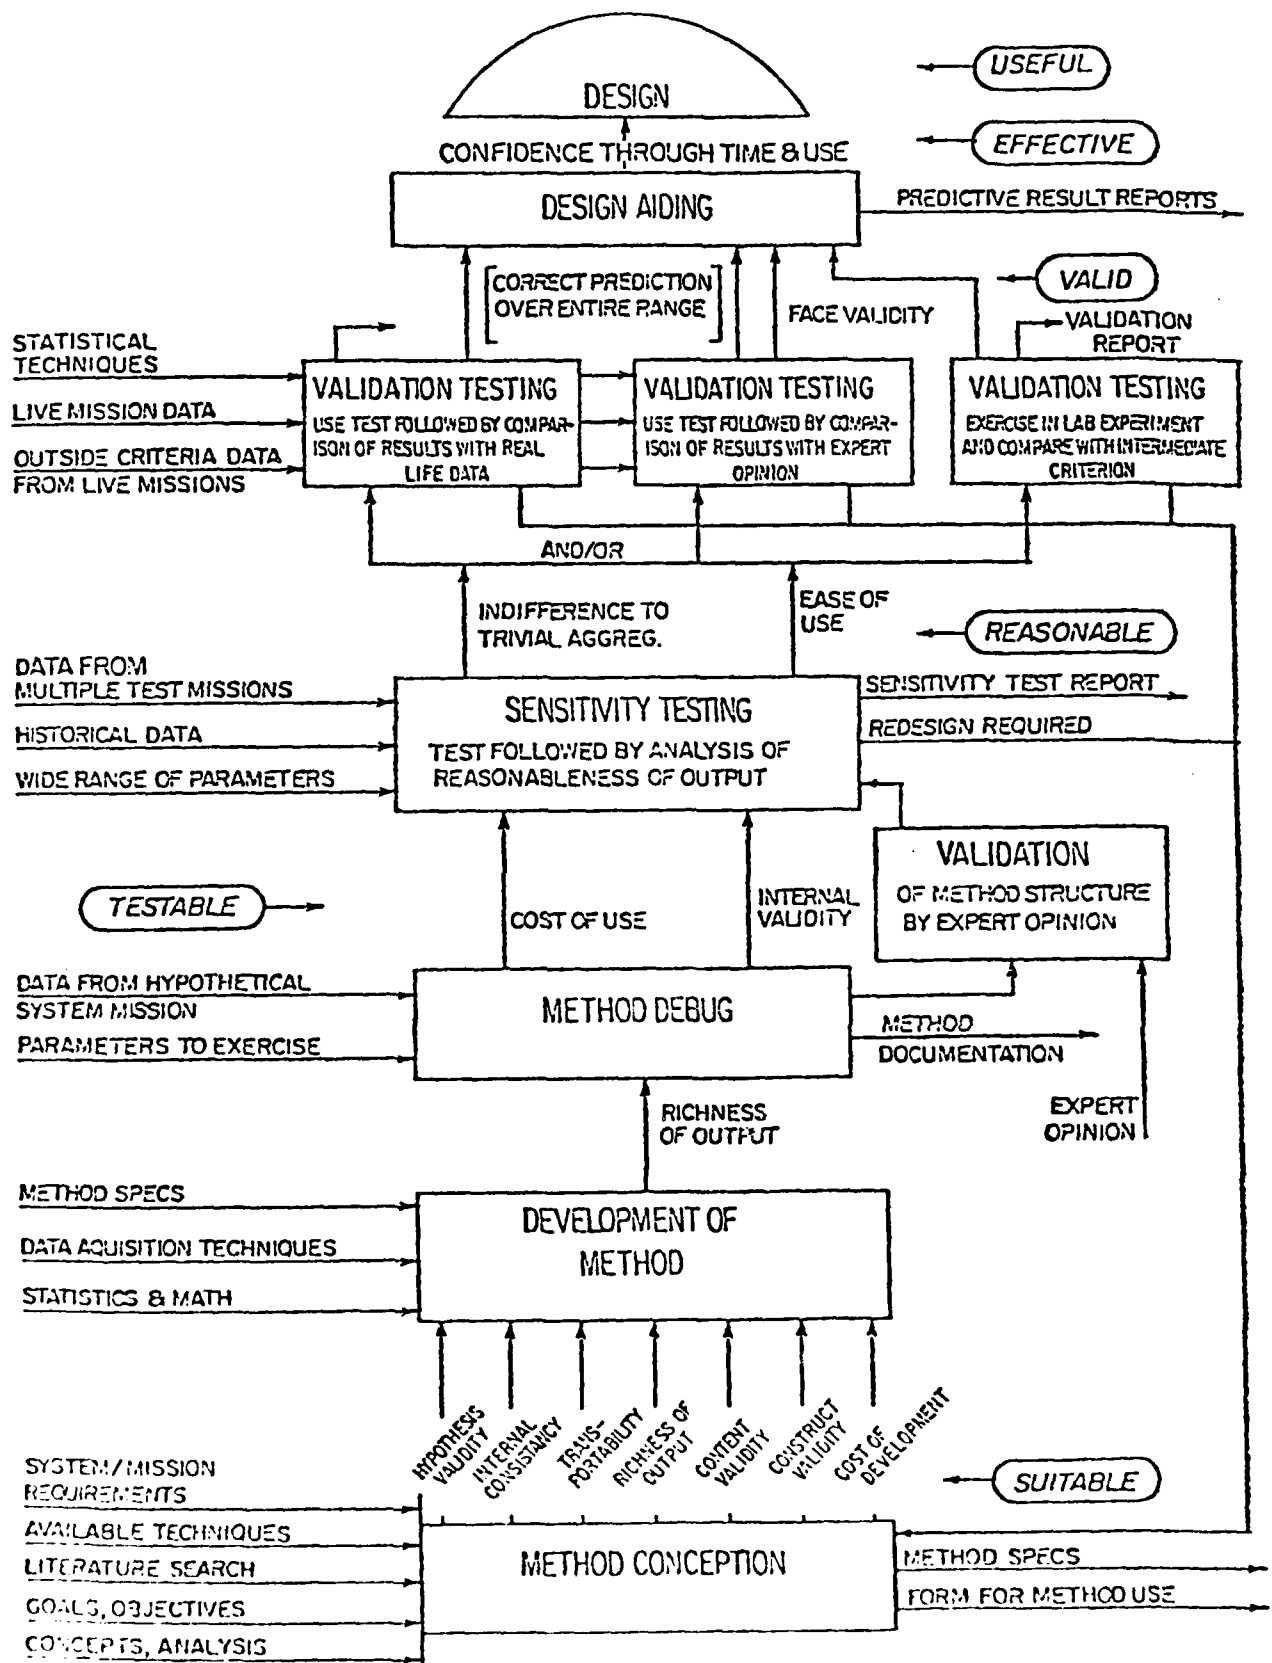 USEFUL
DESIGN
EFFECTIVE
CONFIDENCE THROUGH TIME & USE
DESIGN AIDING
PREDICTIVE RESULT REPORTS
VALID
[CORRECT PREDICTION
OVER ENTIRE RANGE]
FACE VALIDITY
VALIDATION
REPORT
STATISTICAL
TECHNIQUES
LIVE MISSION DATA
OUTSIDE CRITERIA DATA
FROM LIVE MISSIONS
VALIDATION TESTING
USE TEST FOLLOWED BY COMPAR-
ISON OF RESULTS WITH REAL
LIFE DATA
VALIDATION TESTING
USE TEST FOLLOWED BY COMPAR-
ISON OF RESULTS WITH EXPERT
OPINION
VALIDATION TESTING
EXERCISE IN LAB EXPERIMENT
AND COMPARE WITH INTERMEDIATE
CRITERION
AND/OR
INDIFFERENCE TO
TRIVIAL AGGREG.
EASE OF
USE
REASONABLE
DATA FROM
MULTIPLE TEST MISSIONS
HISTORICAL DATA
WIDE RANGE OF PARAMETERS
SENSITIVITY TESTING
TEST FOLLOWED BY ANALYSIS OF
REASONABLENESS OF OUTPUT
SENSITIVITY TEST REPORT
REDESIGN REQUIRED
VALIDATION
OF METHOD STRUCTURE
BY EXPERT OPINION
TESTABLE
COST OF USE
INTERNAL
VALIDITY
DATA FROM HYPOTHETICAL
SYSTEM MISSION
PARAMETERS TO EXERCISE
METHOD DEBUG
METHOD
DOCUMENTATION
EXPERT
OPINION
RICHNESS
OF OUTPUT
METHOD SPECS
DATA AQUISITION TECHNIQUES
STATISTICS & MATH
DEVELOPMENT OF
METHOD
HYPOTHESIS
VALIDITY
INTERNAL
CONSISTANCY
TRANS-
PORTABILITY
RICHNESS OF
OUTPUT
CONTENT
VALIDITY
CONSTRUCT
VALIDITY
COST OF
DEVELOPMENT
SUITABLE
SYSTEM/MISSION
REQUIREMENTS
AVAILABLE TECHNIQUES
LITERATURE SEARCH
GOALS, OBJECTIVES
CONCEPTS, ANALYSIS
METHOD CONCEPTION
METHOD SPECS
FORM FOR METHOD USE